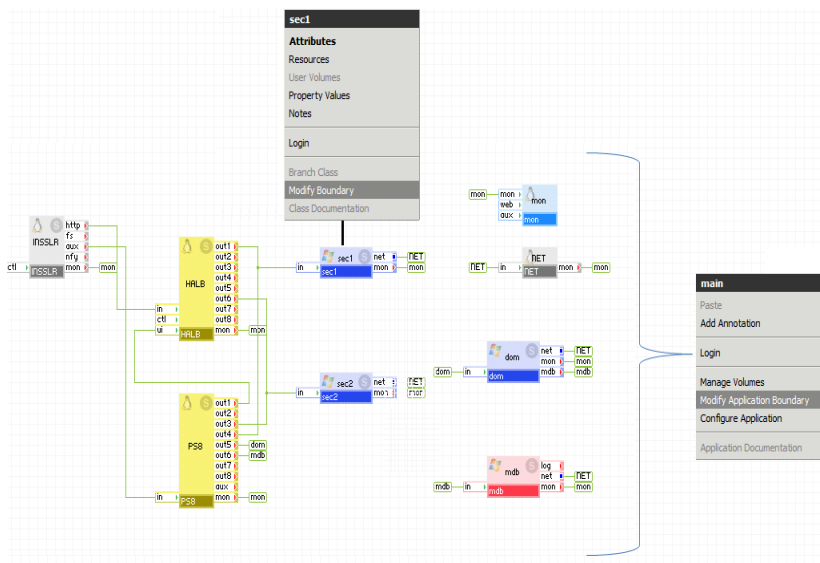 sec1
Attributes
Resources
User Volumes
Property Values
Notes
Login
Branch Class
Modify Boundary
Class Documentation
INSSLR
http
fs
aux
nfy
mon
mon
ctl
INSSLR
HALB
out1
out2
out3
out4
out5
out6
out7
out8
in
ctl
ui
mon
mon
HALB
PS8
out1
out2
out3
out4
out5
dom
out6
mdb
out7
out8
aux
in
mon
mon
PS8
in
sec1
net
NET
mon
mon
sec1
in
sec2
net
NET
mon
mon
sec2
mon
mon
web
aux
mon
mon
NET
in
NET
mon
mon
NET
dom
in
dom
net
NET
mon
mon
mdb
mdb
dom
mdb
in
mdb
log
net
NET
mon
mon
mdb
main
Paste
Add Annotation
Login
Manage Volumes
Modify Application Boundary
Configure Application
Application Documentation